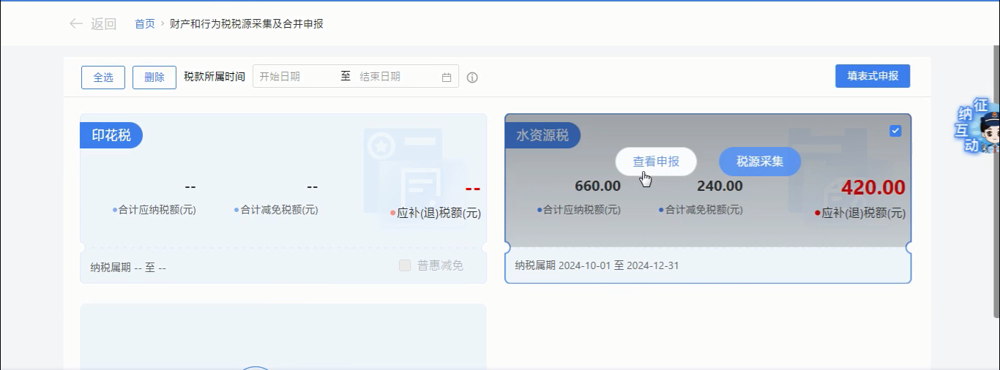 返回 首页 › 财产和行为税税源采集及合并申报
全选 删除 税款所属时间 开始日期 至 结束日期 填表式申报
征
纳
互
动
印花税
-- -- --
合计应纳税额(元) 合计减免税额(元) 应补(退)税额(元)
纳税属期 -- 至 -- 普惠减免
水资源税
查看申报 税源采集
660.00 240.00 420.00
合计应纳税额(元) 合计减免税额(元) 应补(退)税额(元)
纳税属期 2024-10-01 至 2024-12-31